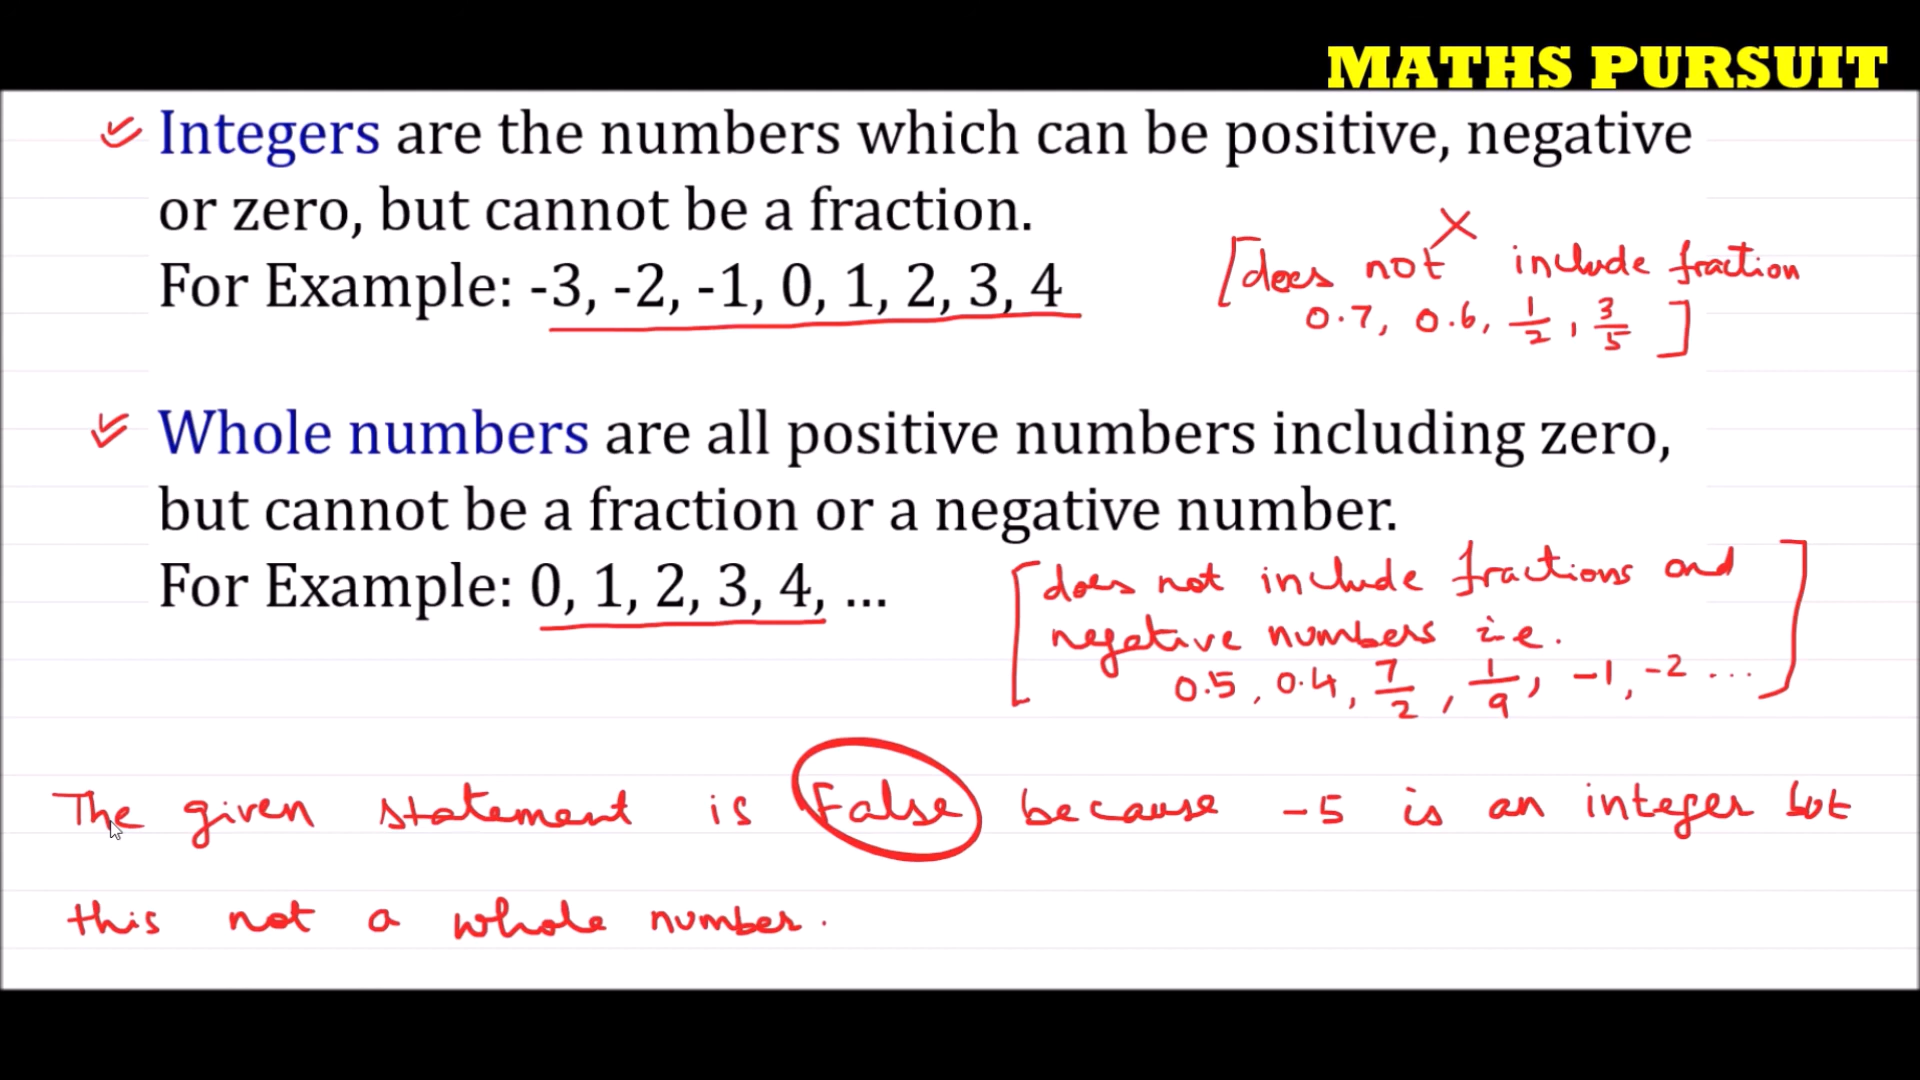 MATHS PURSUIT
Integers are the numbers which can be positive, negative
or zero, but cannot be a fraction.
For Example: -3, -2, -1, 0, 1, 2, 3, 4
[does not include fraction
0.7, 0.6, 1/2, 3/5 ]
Whole numbers are all positive numbers including zero,
but cannot be a fraction or a negative number.
For Example: 0, 1, 2, 3, 4, ...
[does not include fractions and
negative numbers i.e.
0.5, 0.4, 7/2, 1/9, -1, -2 ... ]
The given statement is False because -5 is an integer but
this not a whole number.